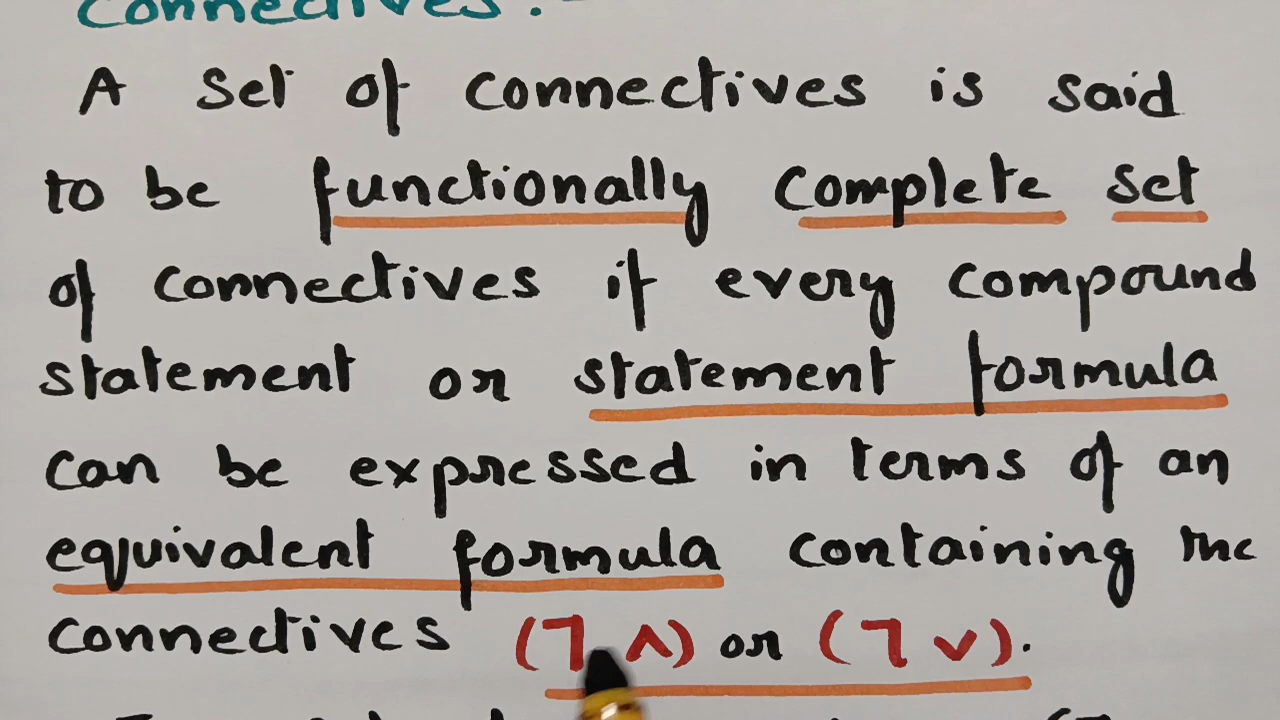 Connectives:-
A set of connectives is said
to be functionally complete set
of connectives if every compound
statement or statement formula
can be expressed in terms of an
equivalent formula containing the
connectives (ㄱ ∧) or (ㄱ ∨).